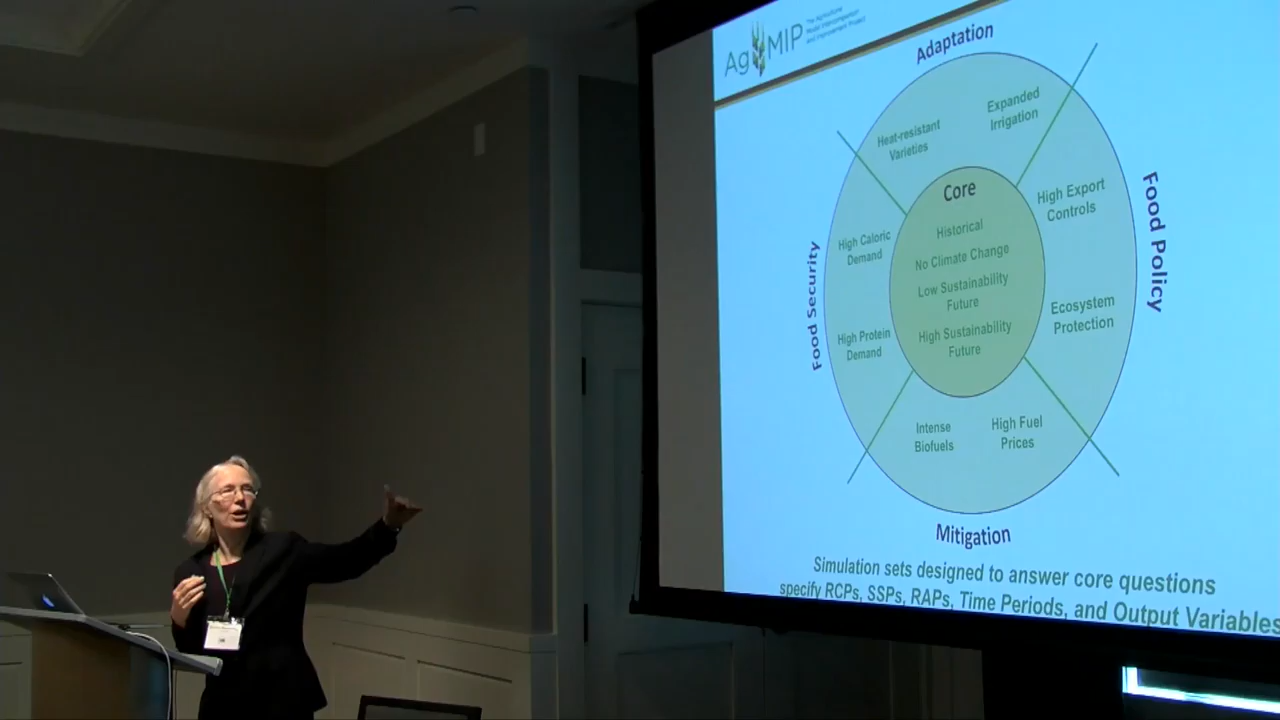 AgMIP
The Agricultural
Model Intercomparison
and Improvement Project
Adaptation
Heat-resistant
Varieties
Expanded
Irrigation
Food Security
High Caloric
Demand
High Protein
Demand
Core
Historical
No Climate Change
Low Sustainability
Future
High Sustainability
Future
High Export
Controls
Ecosystem
Protection
Food Policy
Intense
Biofuels
High Fuel
Prices
Mitigation
Simulation sets designed to answer core questions
specify RCPs, SSPs, RAPs, Time Periods, and Output Variables